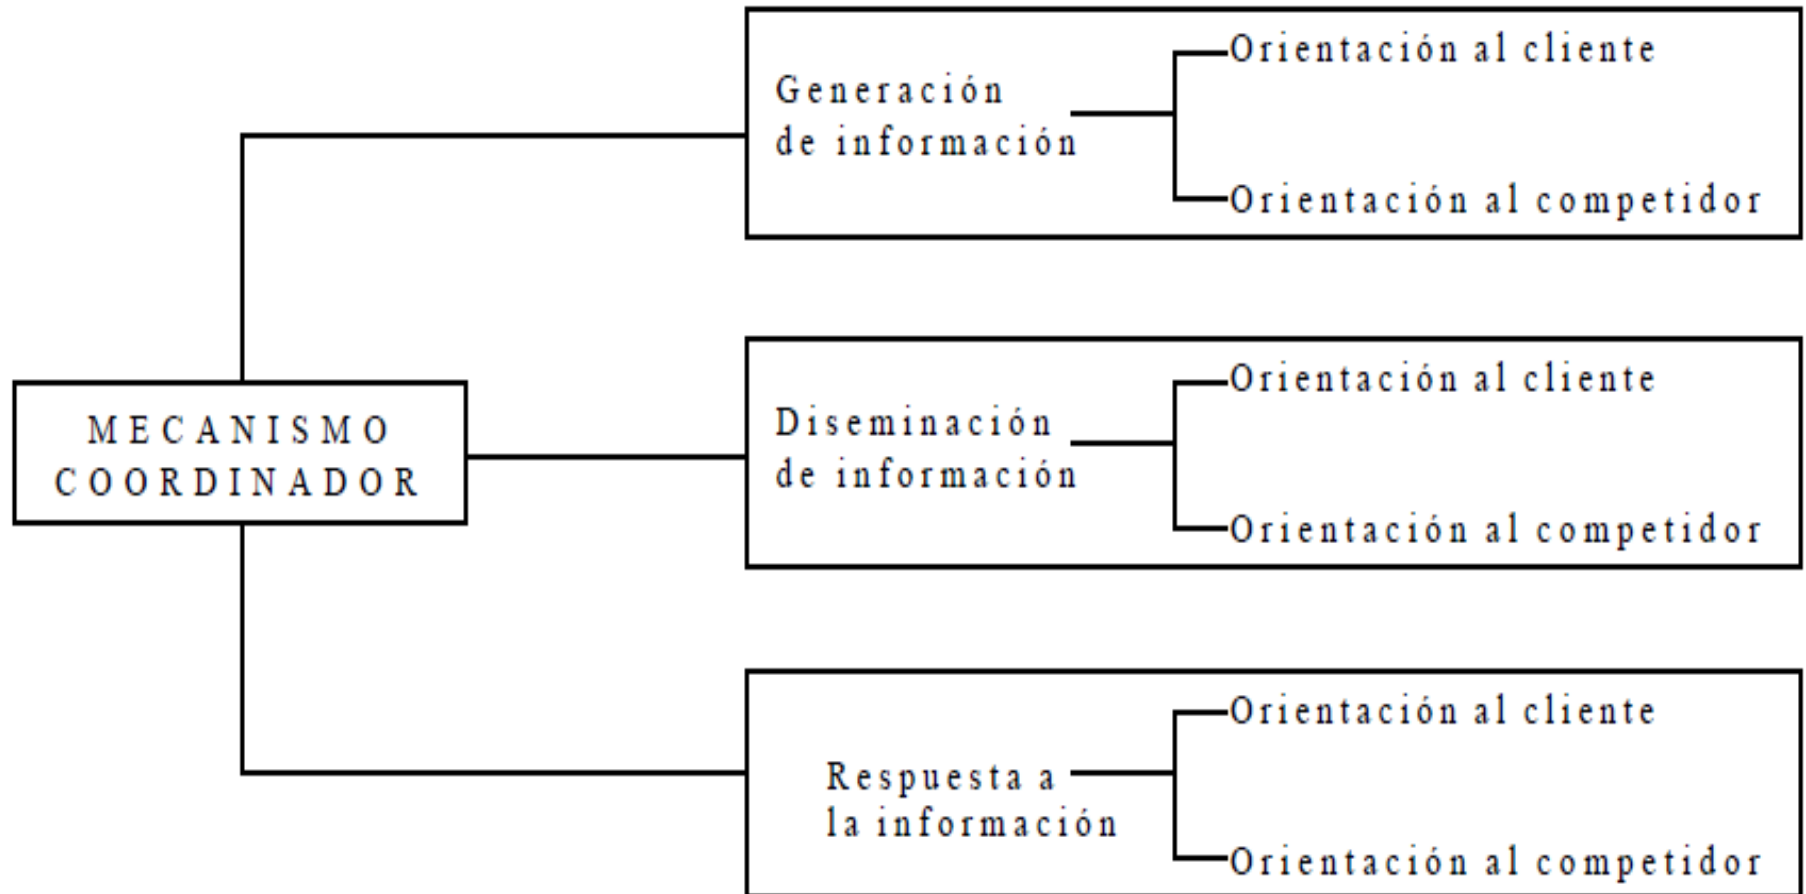 Orientación al cliente
Generación
de información
Orientación al competidor
Orientación al cliente
MECANISMO
COORDINADOR
Diseminación
de información
Orientación al competidor
Orientación al cliente
Respuesta a
la información
Orientación al competidor